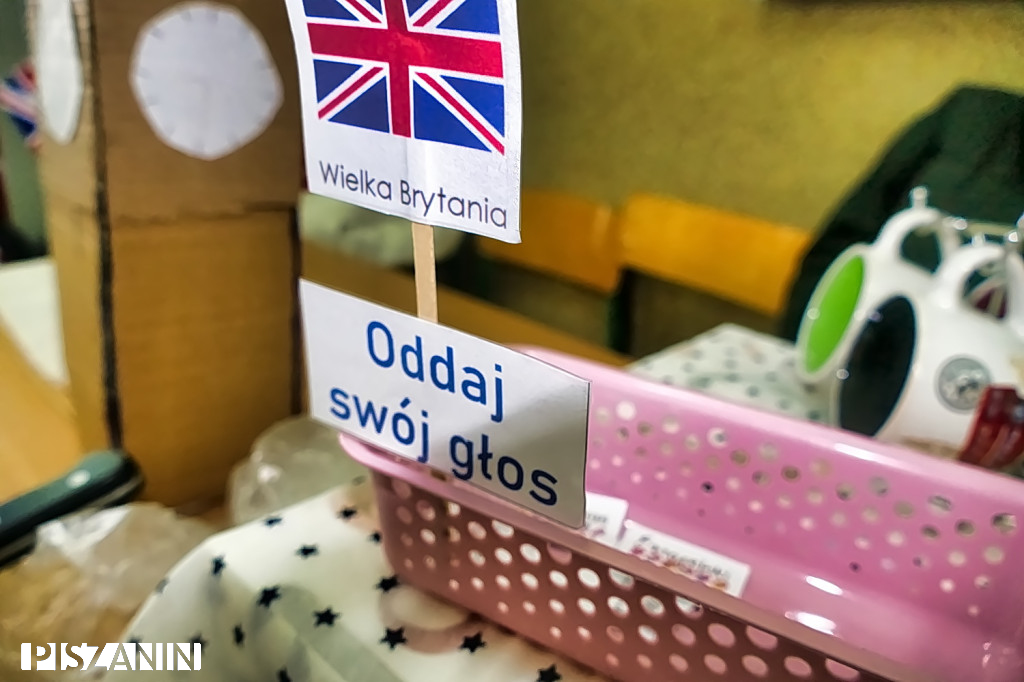 Wielka Brytania
Oddaj
swój głos
PISZANIN